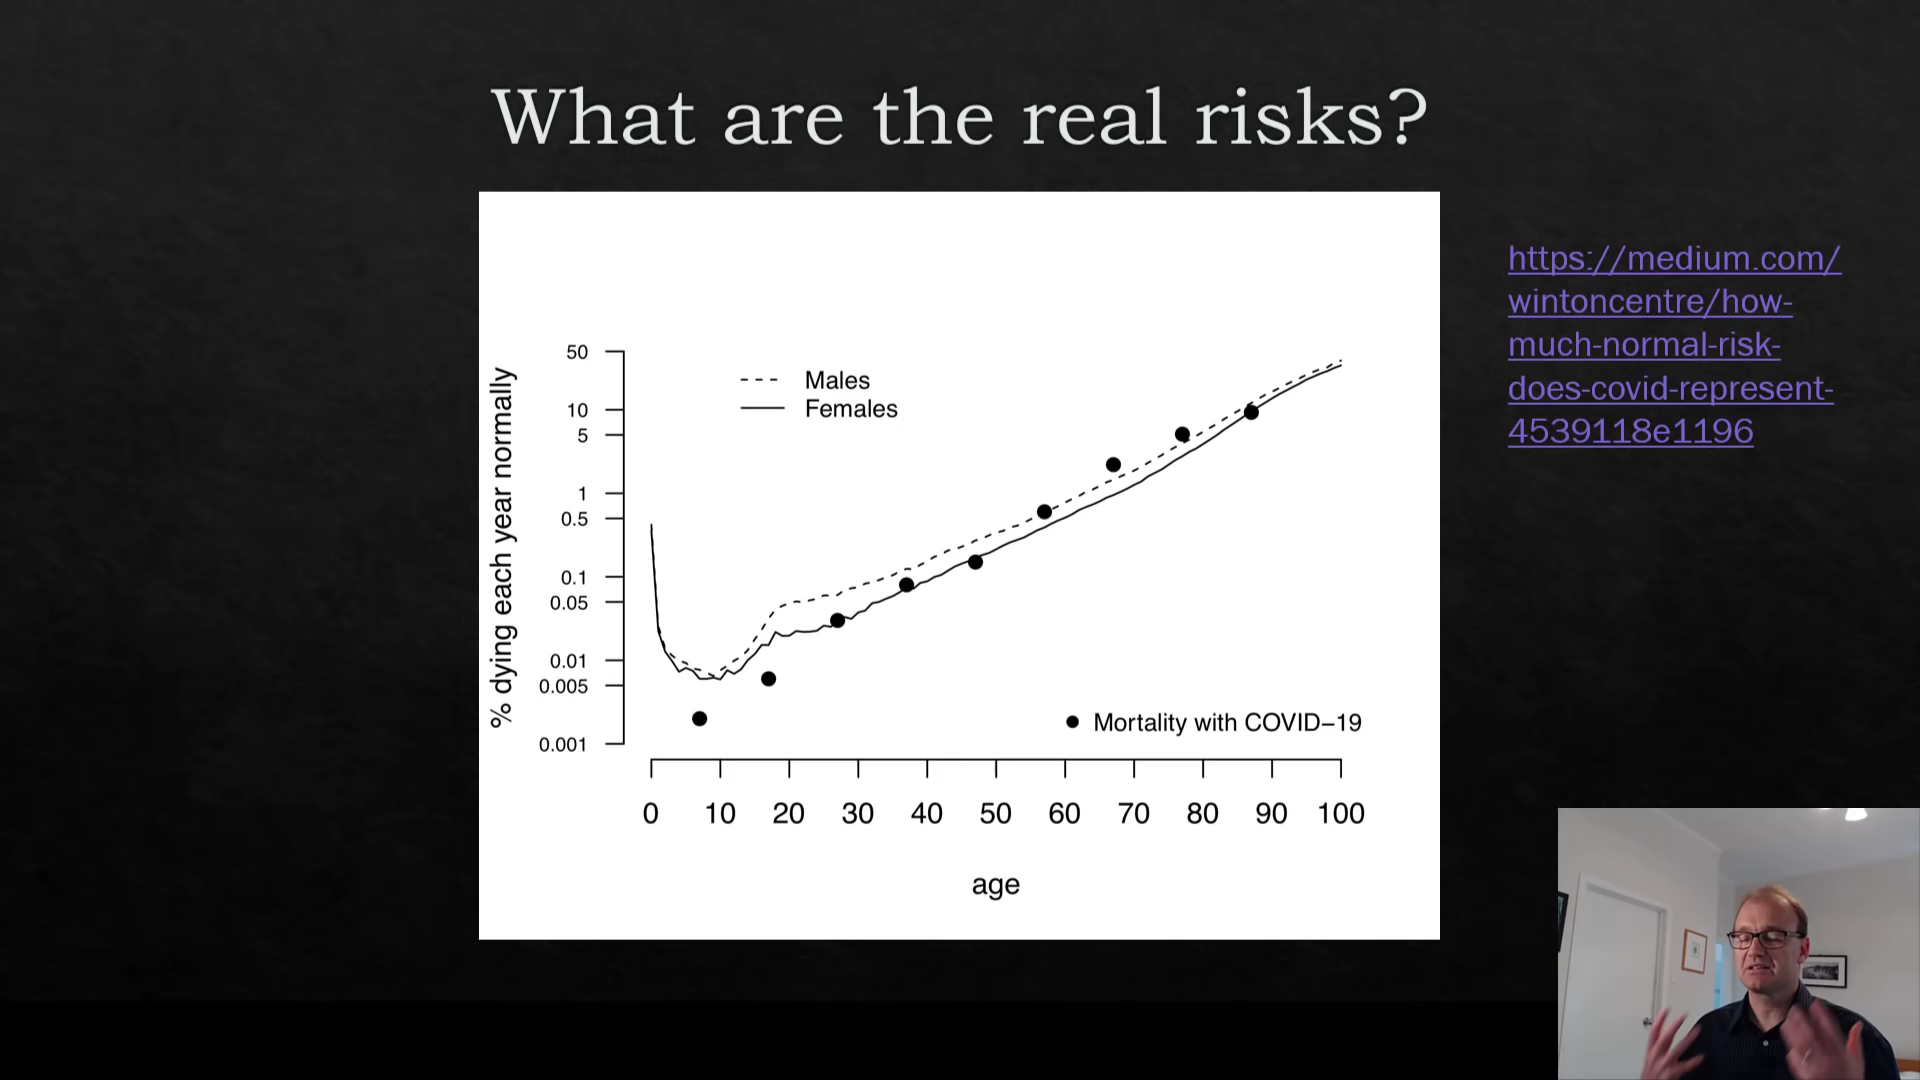 What are the real risks?
https://medium.com/
wintoncentre/how-
much-normal-risk-
does-covid-represent-
4539118e1196
% dying each year normally
50
10
5
1
0.5
0.1
0.05
0.01
0.005
0.001
Males
Females
Mortality with COVID–19
0 10 20 30 40 50 60 70 80 90 100
age